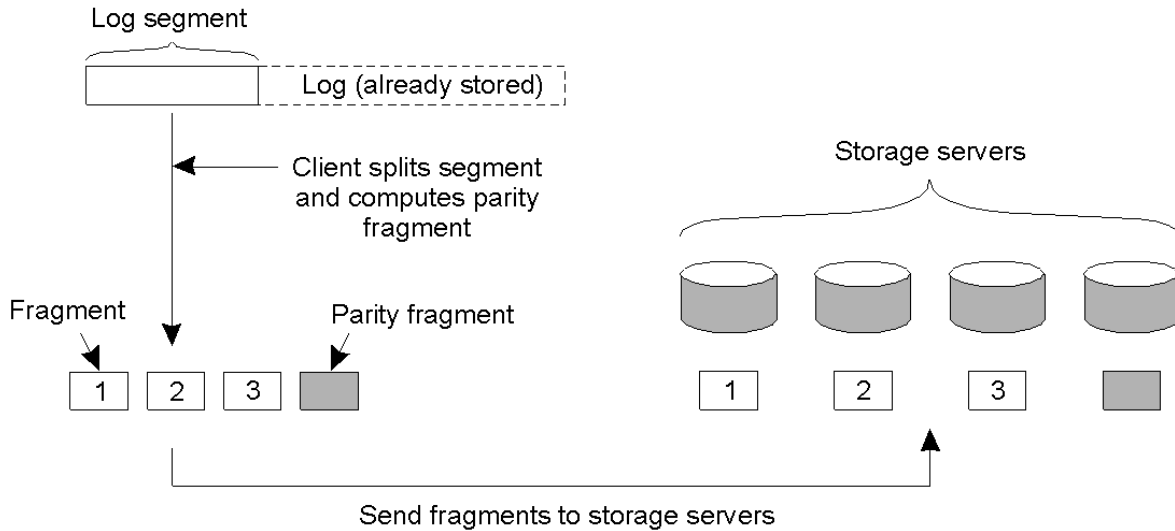 Log segment
Log (already stored)
Client splits segment
and computes parity
fragment
Storage servers
Fragment
Parity fragment
1 2 3
1 2 3
Send fragments to storage servers